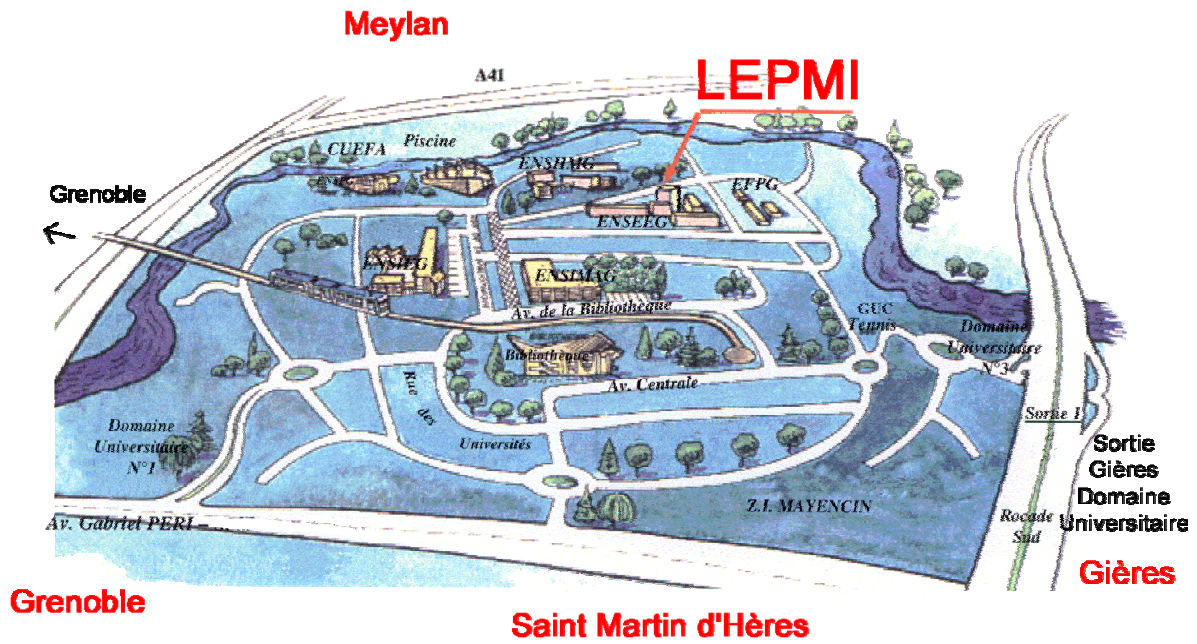 Meylan
A41
LEPMI
Piscine
CUEFA
ENSHMG
Grenoble
EFPG
ENSEEG
ENSIEG
ENSIMAG
Av. de la Bibliothèque
GUC
Tennis
Domaine
Universitaire
N°3
Bibliothèque
Av. Centrale
Rue des
Universités
Domaine
Universitaire
N°1
Sortie 1
Sortie
Gières
Domaine
Universitaire
Z.I. MAYENCIN
Rocade
Sud
Av. Gabriel PERI
Gières
Grenoble
Saint Martin d'Hères